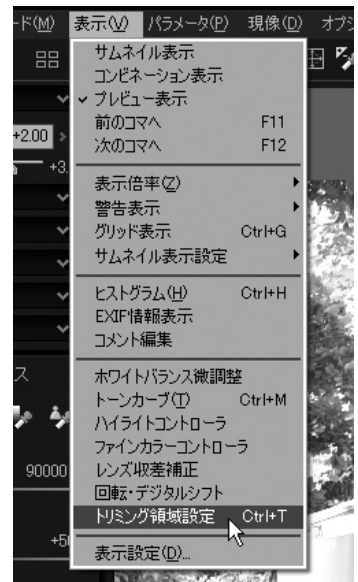 ード(M) 表示(V) パラメータ(P) 現像(D) オプシ
サムネイル表示
コンビネーション表示
プレビュー表示
前のコマへ F11
次のコマへ F12
+2.00
+3.
表示倍率(Z)
警告表示
グリッド表示 Ctrl+G
サムネイル表示設定
ヒストグラム(H) Ctrl+H
EXIF情報表示
コメント編集
ス
ホワイトバランス微調整
トーンカーブ(T) Ctrl+M
ハイライトコントローラ
ファインカラーコントローラ
90000
レンズ収差補正
回転・デジタルシフト
トリミング領域設定 Ctrl+T
+5
表示設定(D)...